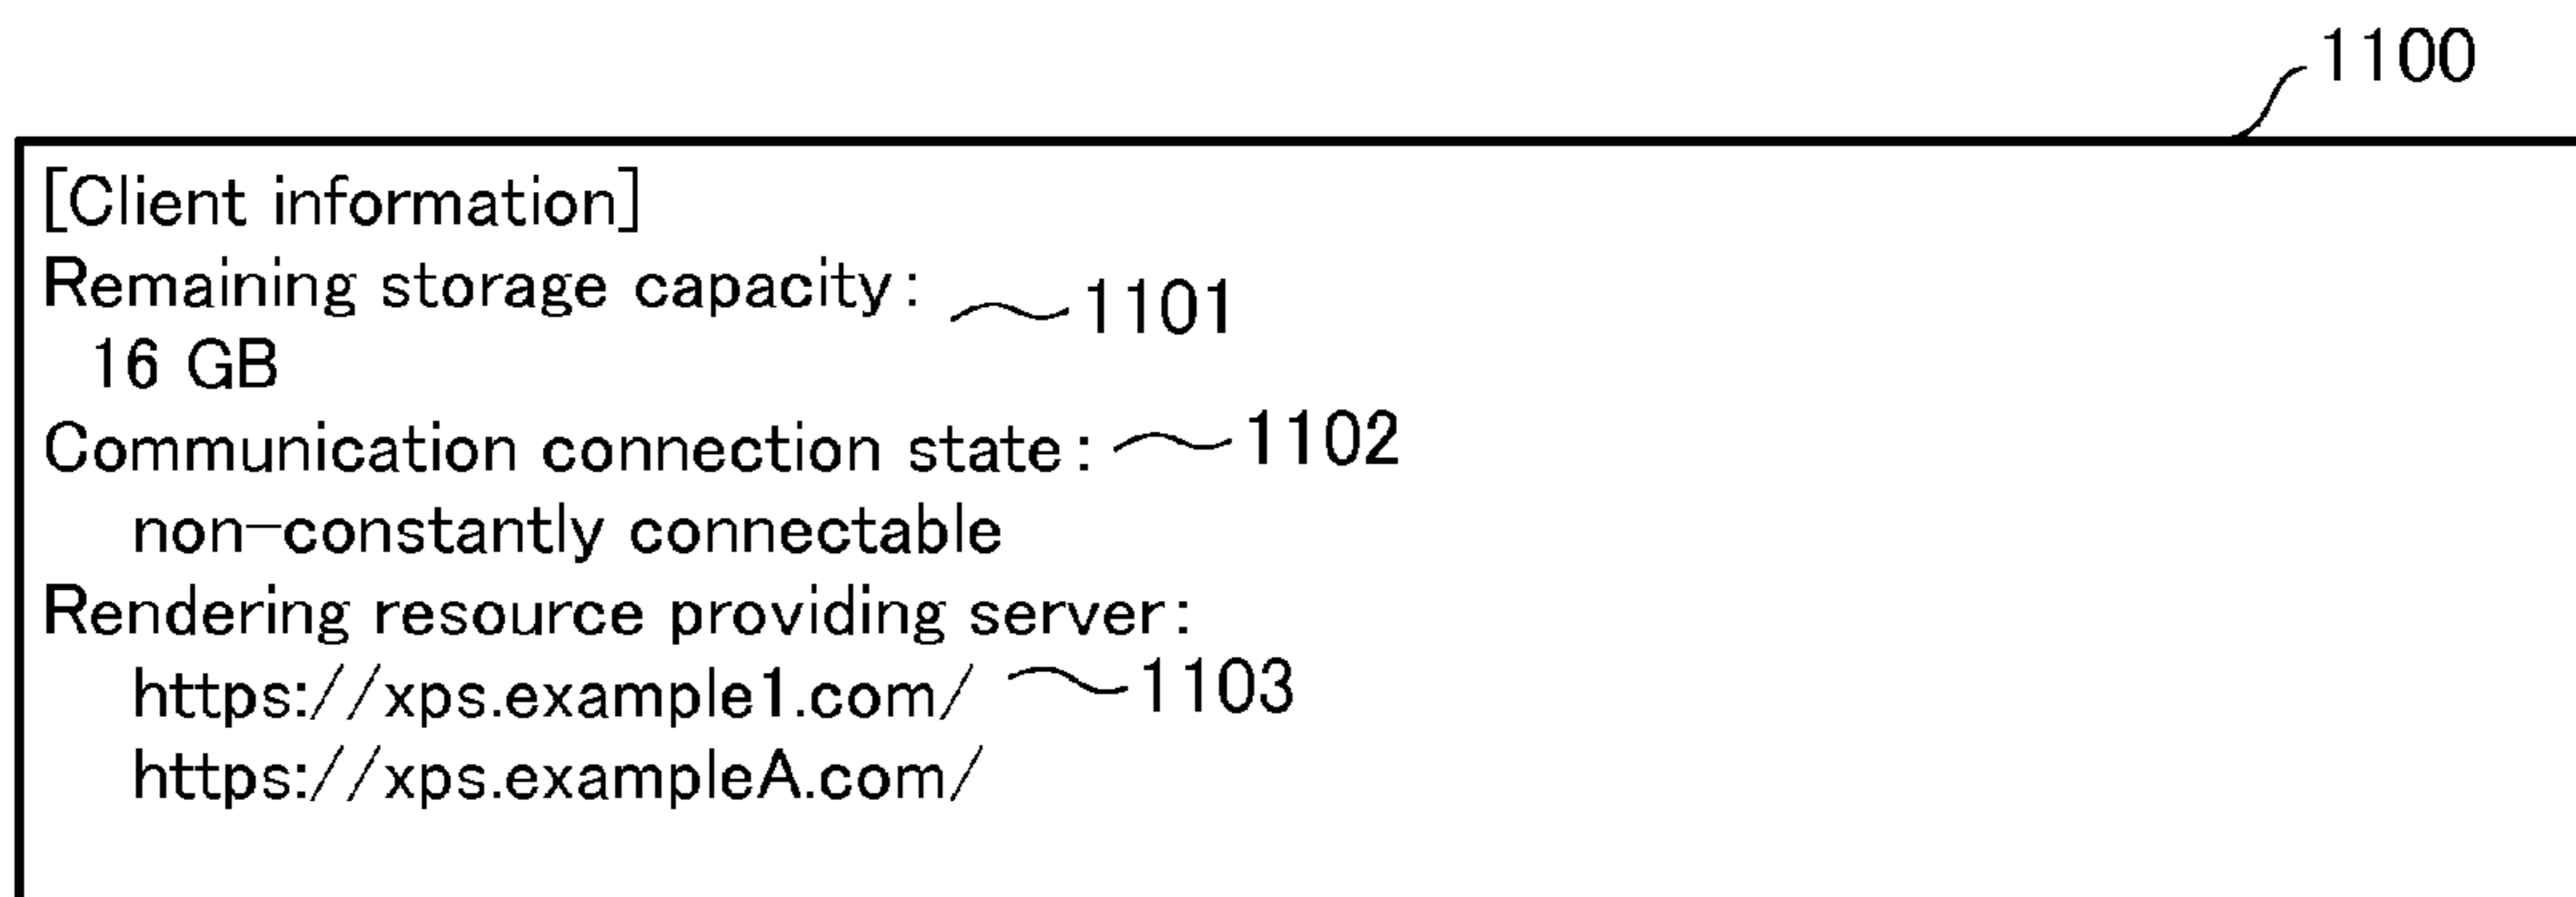 1100
[Client information]
Remaining storage capacity: 1101
16 GB
Communication connection state: 1102
non-constantly connectable
Rendering resource providing server:
https://xps.example1.com/ 1103
https://xps.exampleA.com/